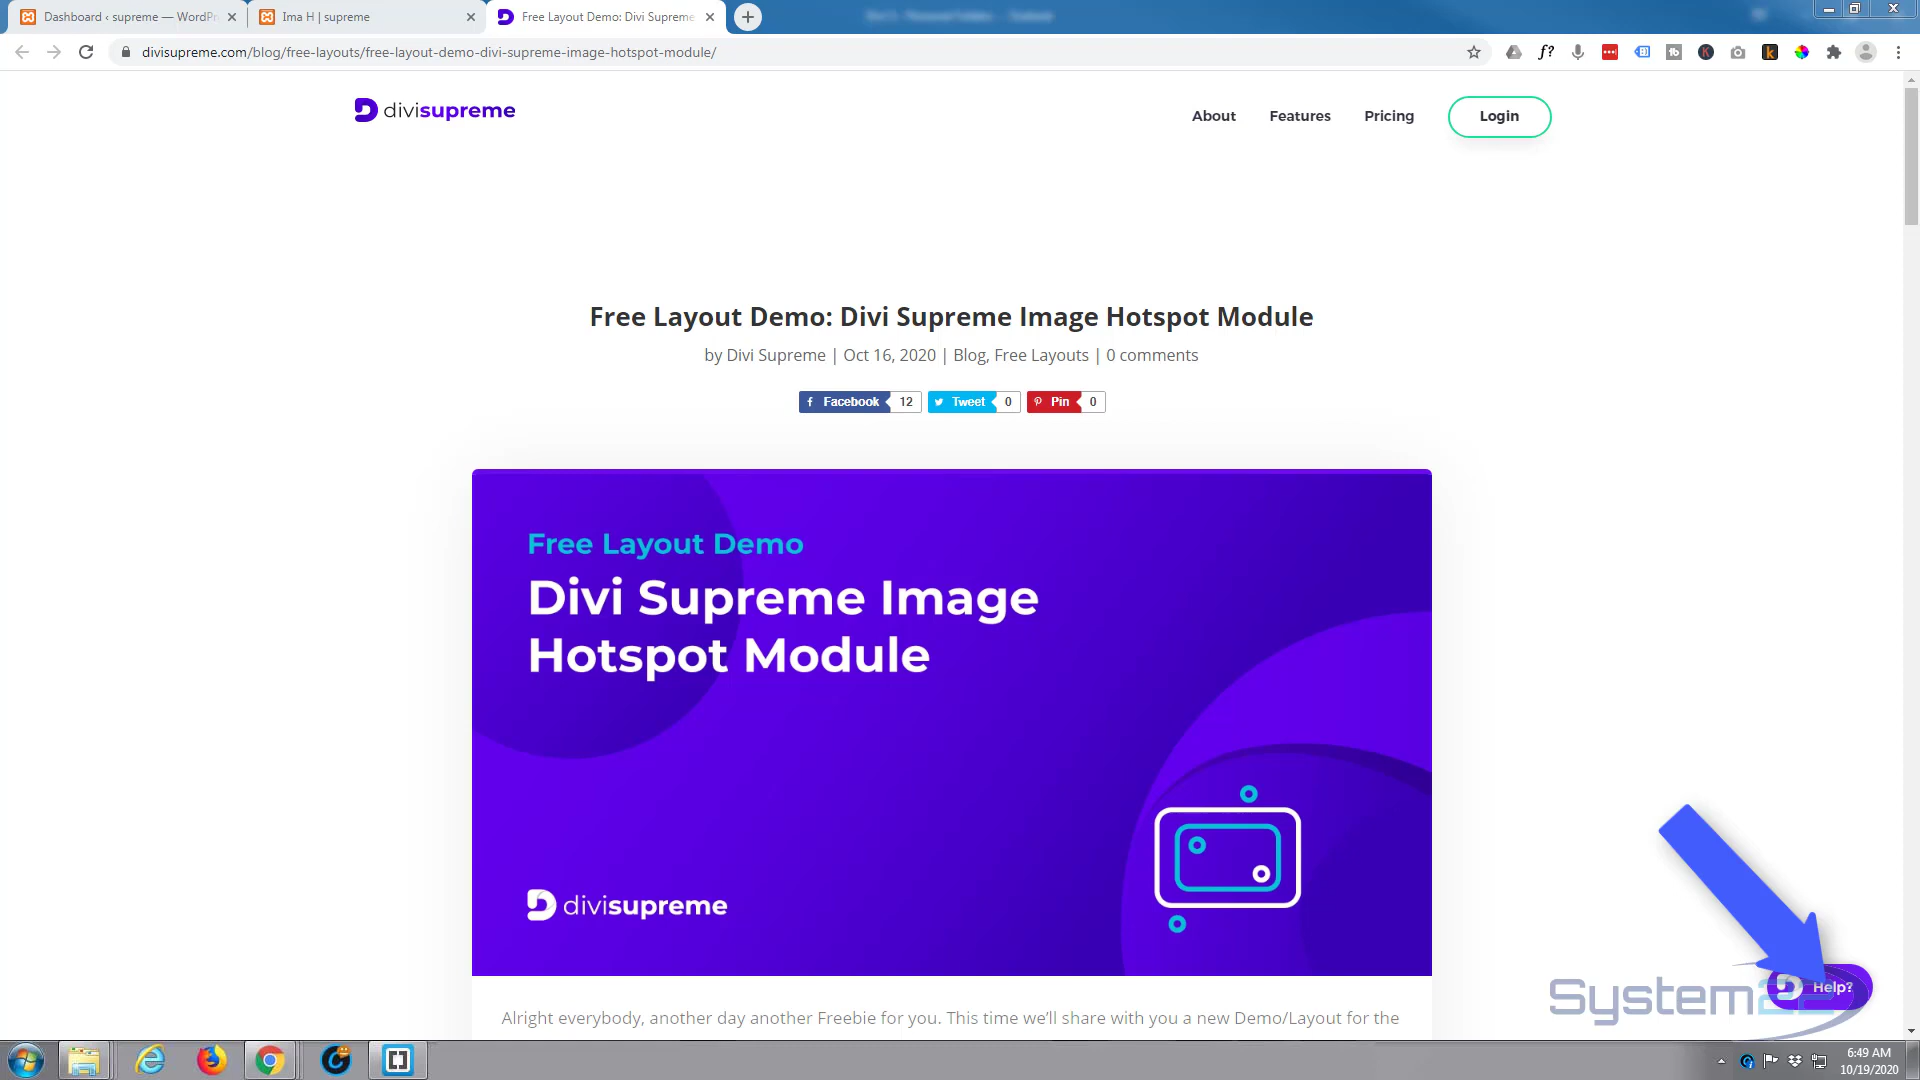 Dashboard ‹ supreme — WordPr
Ima H | supreme
Free Layout Demo: Divi Supreme
divisupreme.com/blog/free-layouts/free-layout-demo-divi-supreme-image-hotspot-module/
divisupreme
About
Features
Pricing
Login
Free Layout Demo: Divi Supreme Image Hotspot Module
by Divi Supreme | Oct 16, 2020 | Blog, Free Layouts | 0 comments
Facebook 12
Tweet 0
Pin 0
Free Layout Demo
Divi Supreme Image
Hotspot Module
divisupreme
Help?
System22
Alright everybody, another day another Freebie for you. This time we’ll share with you a new Demo/Layout for the
6:49 AM
10/19/2020